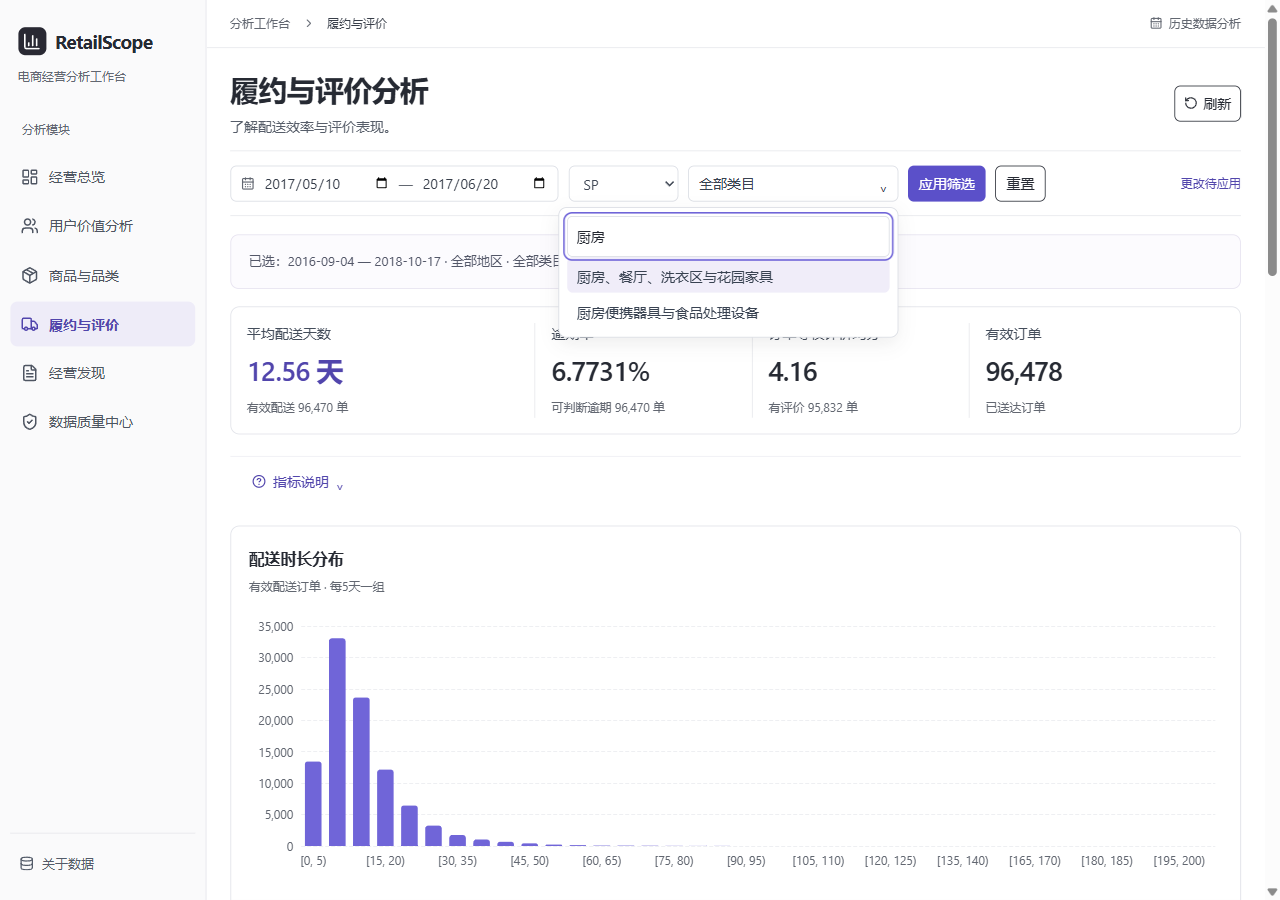 RetailScope
电商经营分析工作台
分析模块
经营总览
用户价值分析
商品与品类
履约与评价
经营发现
数据质量中心
关于数据
分析工作台 > 履约与评价
历史数据分析
履约与评价分析
了解配送效率与评价表现。
刷新
2017/05/10 — 2017/06/20
SP
全部类目
应用筛选
重置
更改待应用
厨房
厨房、餐厅、洗衣区与花园家具
厨房便携器具与食品处理设备
已选：2016-09-04 — 2018-10-17 · 全部地区 · 全部类目
平均配送天数
12.56 天
有效配送 96,470 单
6.7731%
可判断逾期 96,470 单
4.16
有评价 95,832 单
有效订单
96,478
已送达订单
指标说明
配送时长分布
有效配送订单 · 每5天一组
35,000
30,000
25,000
20,000
15,000
10,000
5,000
0
[0, 5) [15, 20) [30, 35) [45, 50) [60, 65) [75, 80) [90, 95) [105, 110) [120, 125) [135, 140) [165, 170) [180, 185) [195, 200)